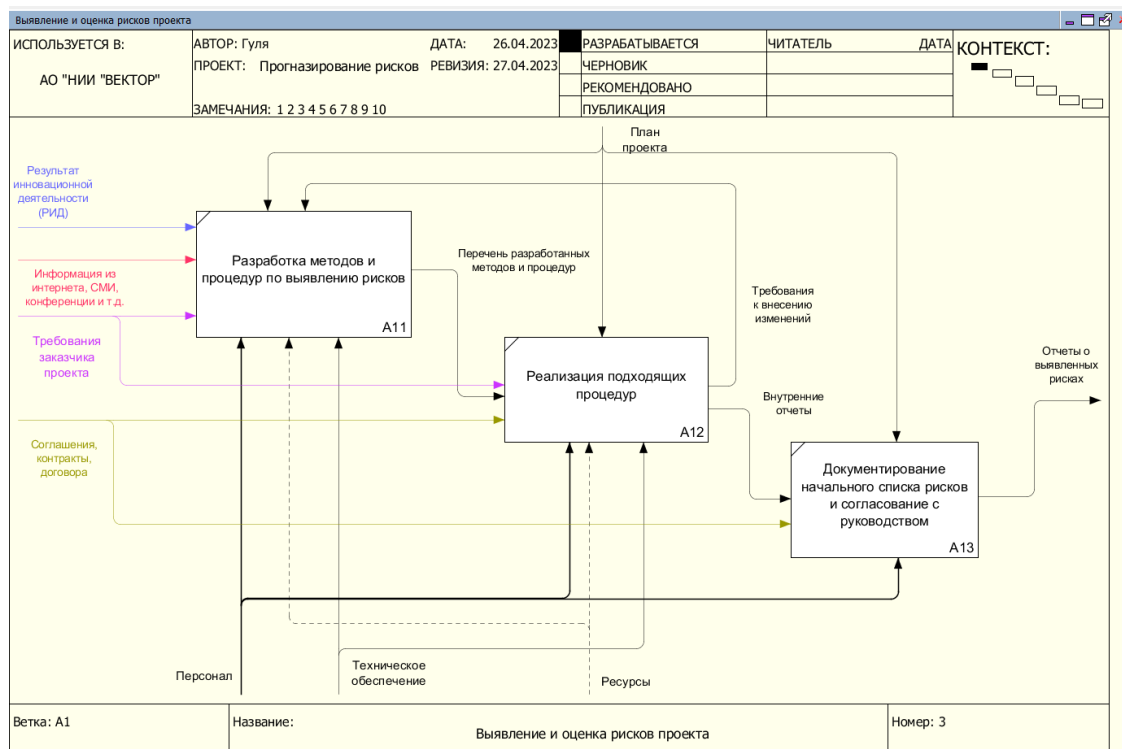 Выявление и оценка рисков проекта
ИСПОЛЬЗУЕТСЯ В:
АО "НИИ "ВЕКТОР"
АВТОР: Гуля
ДАТА: 26.04.2023
ПРОЕКТ: Прогназирование рисков
РЕВИЗИЯ: 27.04.2023
ЗАМЕЧАНИЯ: 1 2 3 4 5 6 7 8 9 10
РАЗРАБАТЫВАЕТСЯ
ЧЕРНОВИК
РЕКОМЕНДОВАНО
ПУБЛИКАЦИЯ
ЧИТАТЕЛЬ
ДАТА
КОНТЕКСТ:
План
проекта
Результат
инновационной
деятельности
(РИД)
Информация из
интернета, СМИ,
конференции и т.д.
Требования
заказчика
проекта
Соглашения,
контракты,
договора
Разработка методов и
процедур по выявлению рисков
A11
Перечень разработанных
методов и процедур
Требования
к внесению
изменений
Реализация подходящих
процедур
A12
Внутренние
отчеты
Отчеты о
выявленных
рисках
Документирование
начального списка рисков
и согласование с
руководством
A13
Персонал
Техническое
обеспечение
Ресурсы
Ветка: A1
Название:
Выявление и оценка рисков проекта
Номер: 3